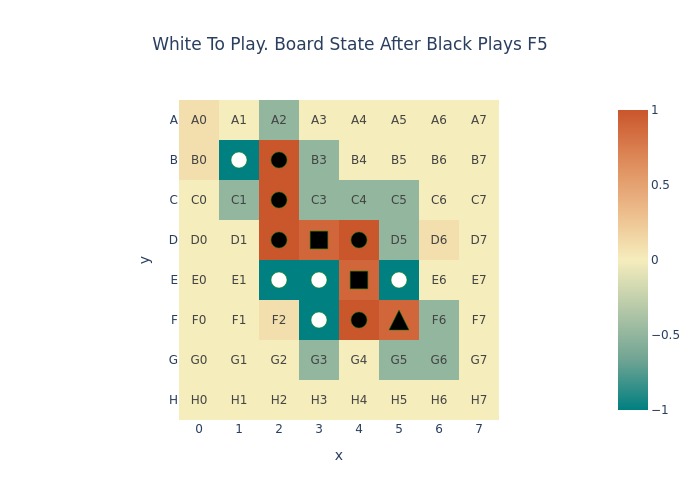 White To Play. Board State After Black Plays F5
A A0 A1 A2 A3 A4 A5 A6 A7 1
B B0 B3 B4 B5 B6 B7
C C0 C1 C3 C4 C5 C6 C7 0.5
D D0 D1 D5 D6 D7 0
y
E E0 E1 E6 E7
F F0 F1 F2 F6 F7 −0.5
G G0 G1 G2 G3 G4 G5 G6 G7
H H0 H1 H2 H3 H4 H5 H6 H7 −1
0 1 2 3 4 5 6 7
x